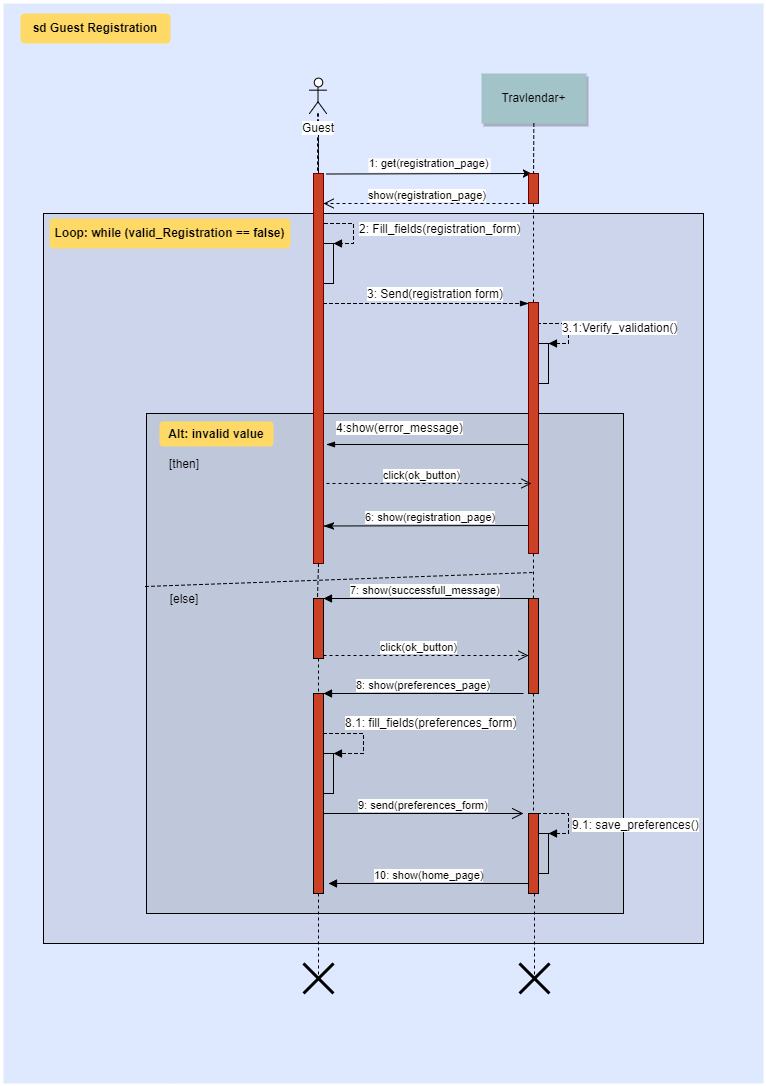 sd Guest Registration
Guest
Travlendar+
1: get(registration_page)
show(registration_page)
Loop: while (valid_Registration == false)
2: Fill_fields(registration_form)
3: Send(registration form)
3.1:Verify_validation()
Alt: invalid value
4:show(error_message)
[then]
click(ok_button)
6: show(registration_page)
7: show(successfull_message)
[else]
click(ok_button)
8: show(preferences_page)
8.1: fill_fields(preferences_form)
9: send(preferences_form)
9.1: save_preferences()
10: show(home_page)